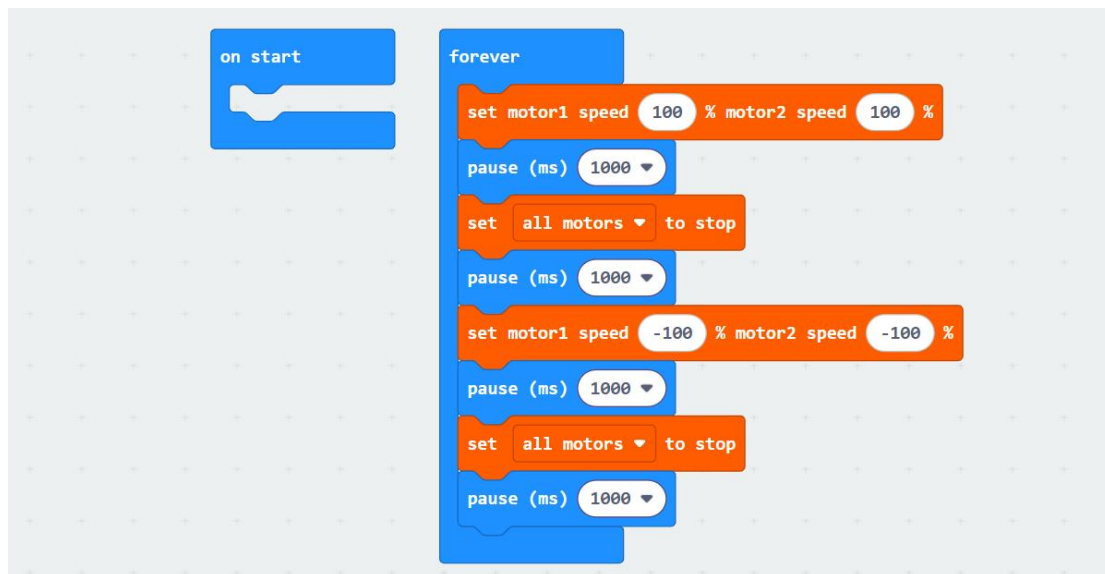 on start
forever
set motor1 speed 100 % motor2 speed 100 %
pause (ms) 1000
set all motors to stop
pause (ms) 1000
set motor1 speed -100 % motor2 speed -100 %
pause (ms) 1000
set all motors to stop
pause (ms) 1000